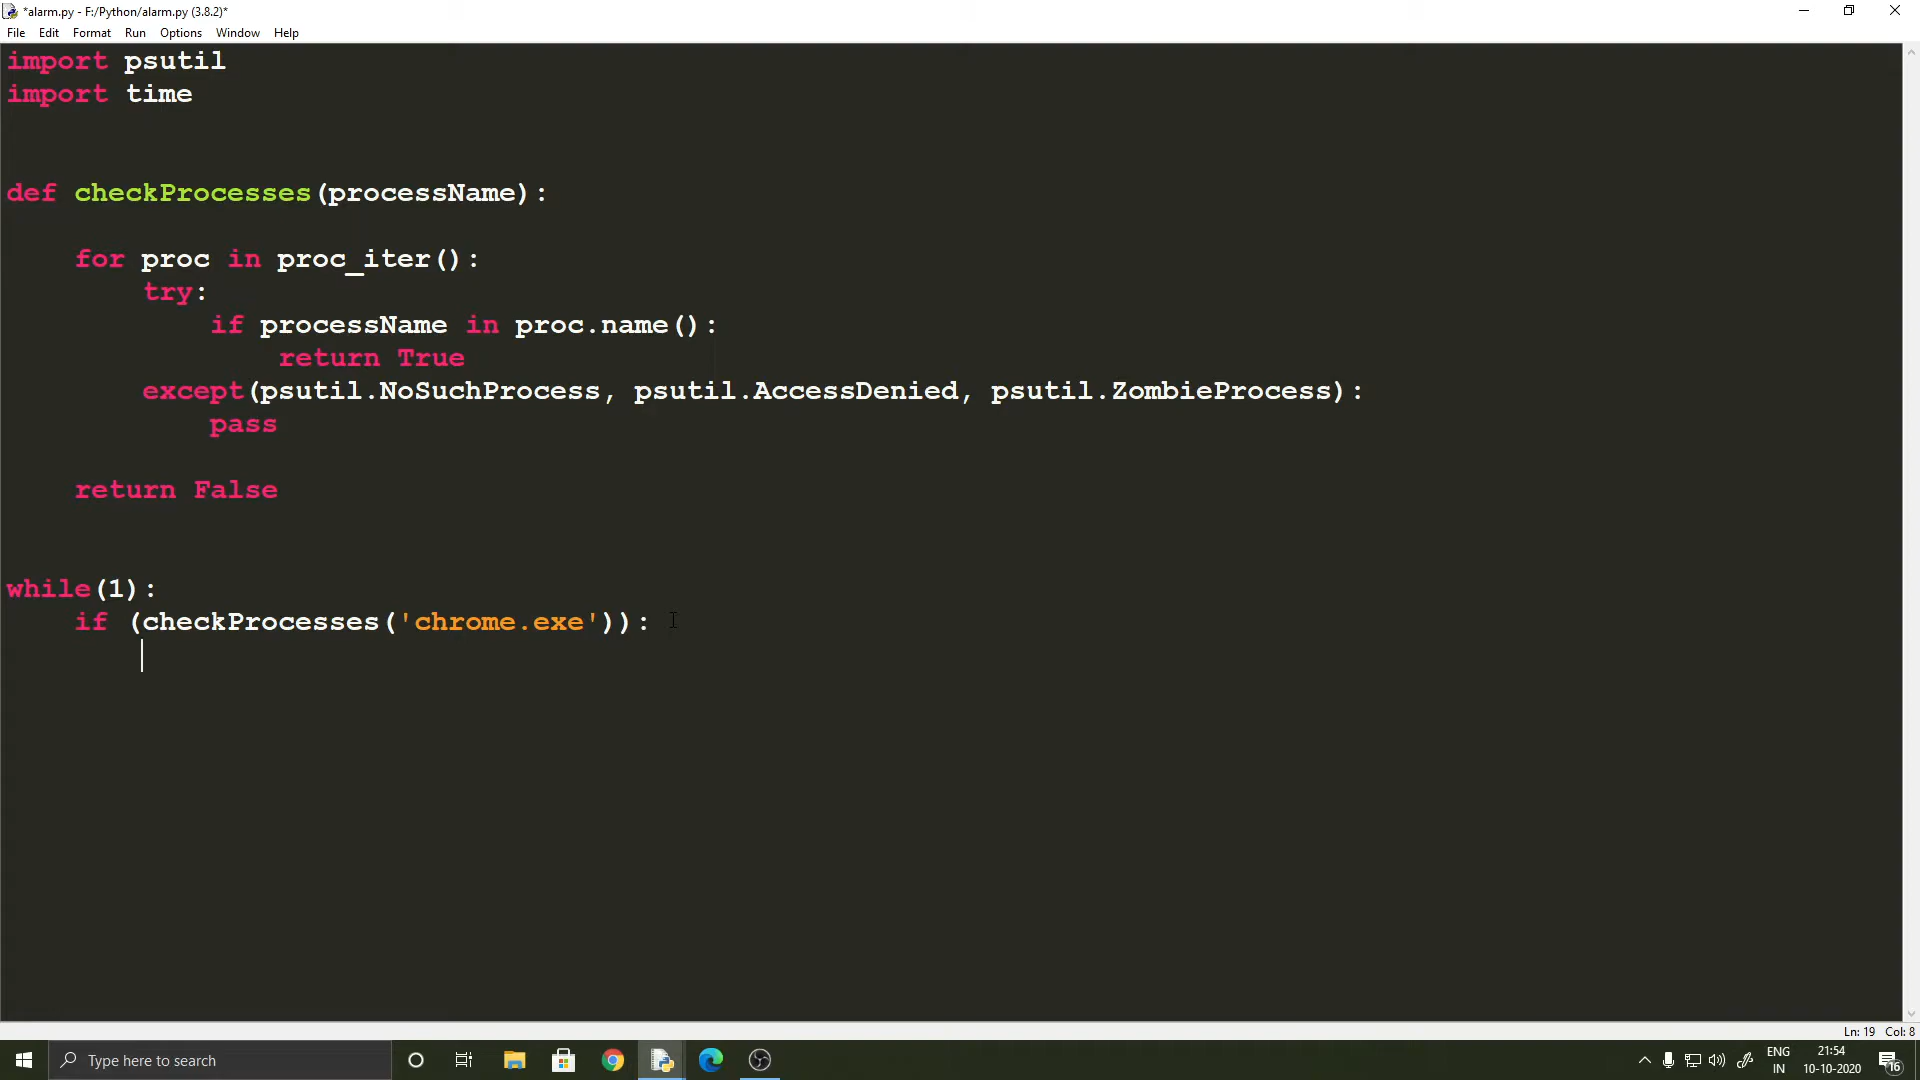 *alarm.py - F:/Python/alarm.py (3.8.2)*
File Edit Format Run Options Window Help
import psutil
import time
def checkProcesses(processName):
    for proc in proc_iter():
        try:
            if processName in proc.name():
                return True
        except(psutil.NoSuchProcess, psutil.AccessDenied, psutil.ZombieProcess):
            pass
    return False
while(1):
    if (checkProcesses('chrome.exe')):
Ln: 19 Col: 8
Type here to search
ENG
IN
21:54
10-10-2020
16